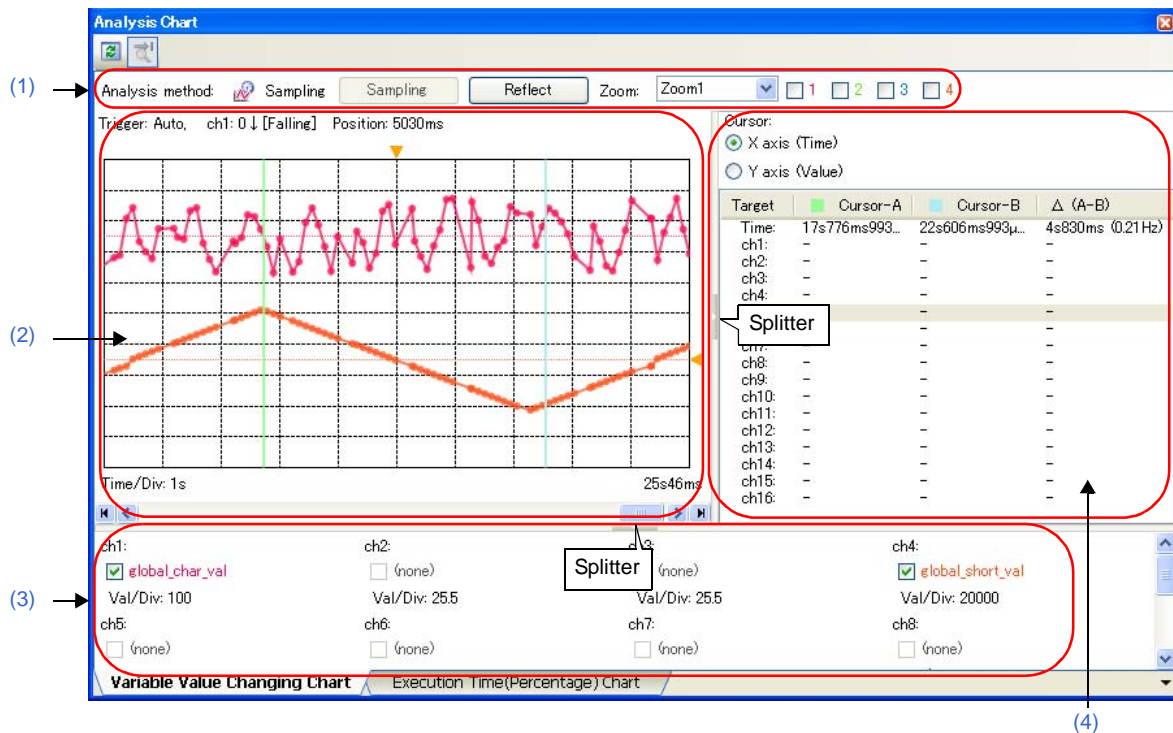 Analysis Chart
(1)
Analysis method: Sampling Sampling Reflect Zoom: Zoom1 1 2 3 4
Trigger: Auto, ch1: 0↓ [Falling] Position: 5030ms
Cursor:
X axis (Time)
Y axis (Value)
Target Cursor-A Cursor-B Δ (A-B)
Time: 17s776ms993... 22s606ms993μ... 4s830ms (0.21Hz)
ch1: - - -
ch2: - - -
ch3: - - -
ch4: - - -
- - -
(2)
Splitter
- - -
ch7: - - -
ch8: - - -
ch9: - - -
ch10: - - -
ch11: - - -
ch12: - - -
ch13: - - -
ch14: - - -
ch15: - - -
ch16: - - -
Time/Div: 1s 25s46ms
ch1: ch2: ch3: ch4:
Splitter
global_char_val (none) (none) global_short_val
(3)
Val/Div: 100 Val/Div: 25.5 Val/Div: 25.5 Val/Div: 20000
ch5: ch6: ch7: ch8:
(none) (none) (none) (none)
Variable Value Changing Chart Execution Time(Percentage) Chart
(4)